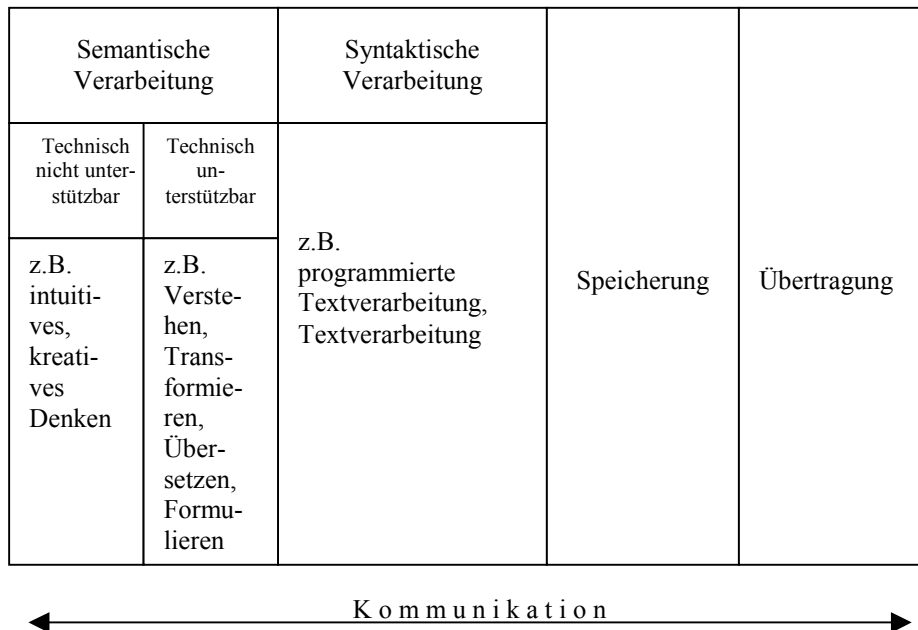 Semantische
Verarbeitung
Syntaktische
Verarbeitung
Technisch
nicht unter-
stützbar
Technisch
un-
terstützbar
z.B.
intuiti-
ves,
kreati-
ves
Denken
z.B.
Verste-
hen,
Trans-
formie-
ren,
Über-
setzen,
Formu-
lieren
z.B.
programmierte
Textverarbeitung,
Textverarbeitung
Speicherung
Übertragung
K o m m u n i k a t i o n